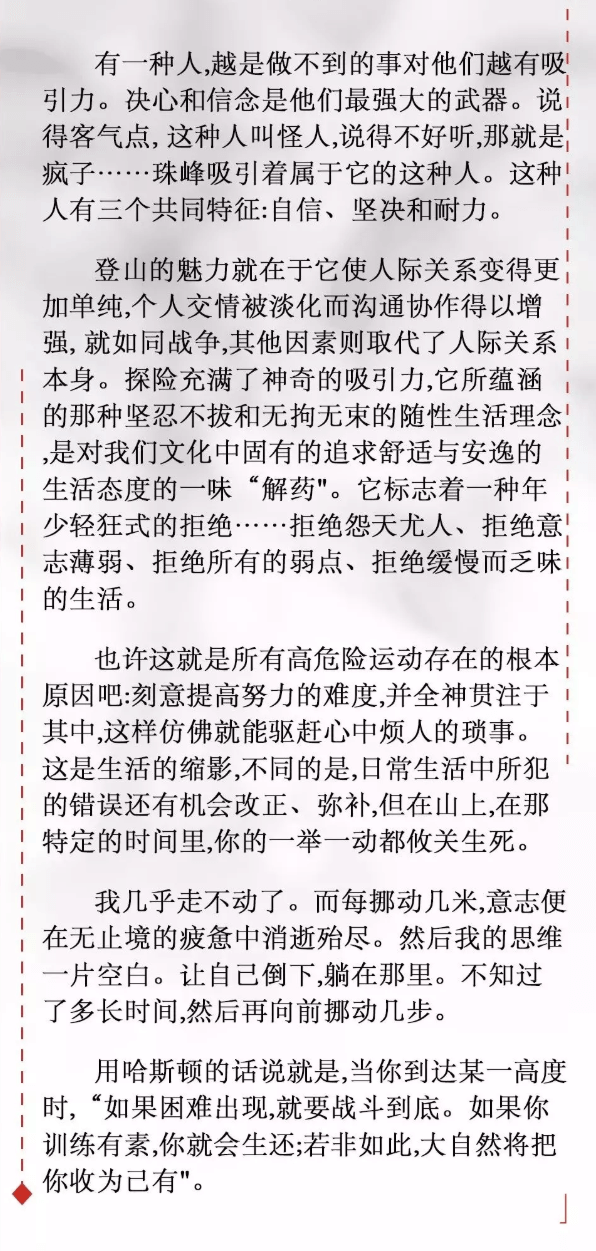 有一种人,越是做不到的事对他们越有吸
引力。决心和信念是他们最强大的武器。说
得客气点, 这种人叫怪人,说得不好听,那就是
疯子……珠峰吸引着属于它的这种人。这种
人有三个共同特征:自信、坚决和耐力。
登山的魅力就在于它使人际关系变得更
加单纯,个人交情被淡化而沟通协作得以增
强, 就如同战争,其他因素则取代了人际关系
本身。探险充满了神奇的吸引力,它所蕴涵
的那种坚忍不拔和无拘无束的随性生活理念
,是对我们文化中固有的追求舒适与安逸的
生活态度的一味“解药"。它标志着一种年
少轻狂式的拒绝……拒绝怨天尤人、拒绝意
志薄弱、拒绝所有的弱点、拒绝缓慢而乏味
的生活。
也许这就是所有高危险运动存在的根本
原因吧:刻意提高努力的难度,并全神贯注于
其中,这样仿佛就能驱赶心中烦人的琐事。
这是生活的缩影,不同的是,日常生活中所犯
的错误还有机会改正、弥补,但在山上,在那
特定的时间里,你的一举一动都攸关生死。
我几乎走不动了。而每挪动几米,意志便
在无止境的疲惫中消逝殆尽。然后我的思维
一片空白。让自己倒下,躺在那里。不知过
了多长时间,然后再向前挪动几步。
用哈斯顿的话说就是,当你到达某一高度
时,“如果困难出现,就要战斗到底。如果你
训练有素,你就会生还;若非如此,大自然将把
你收为己有"。